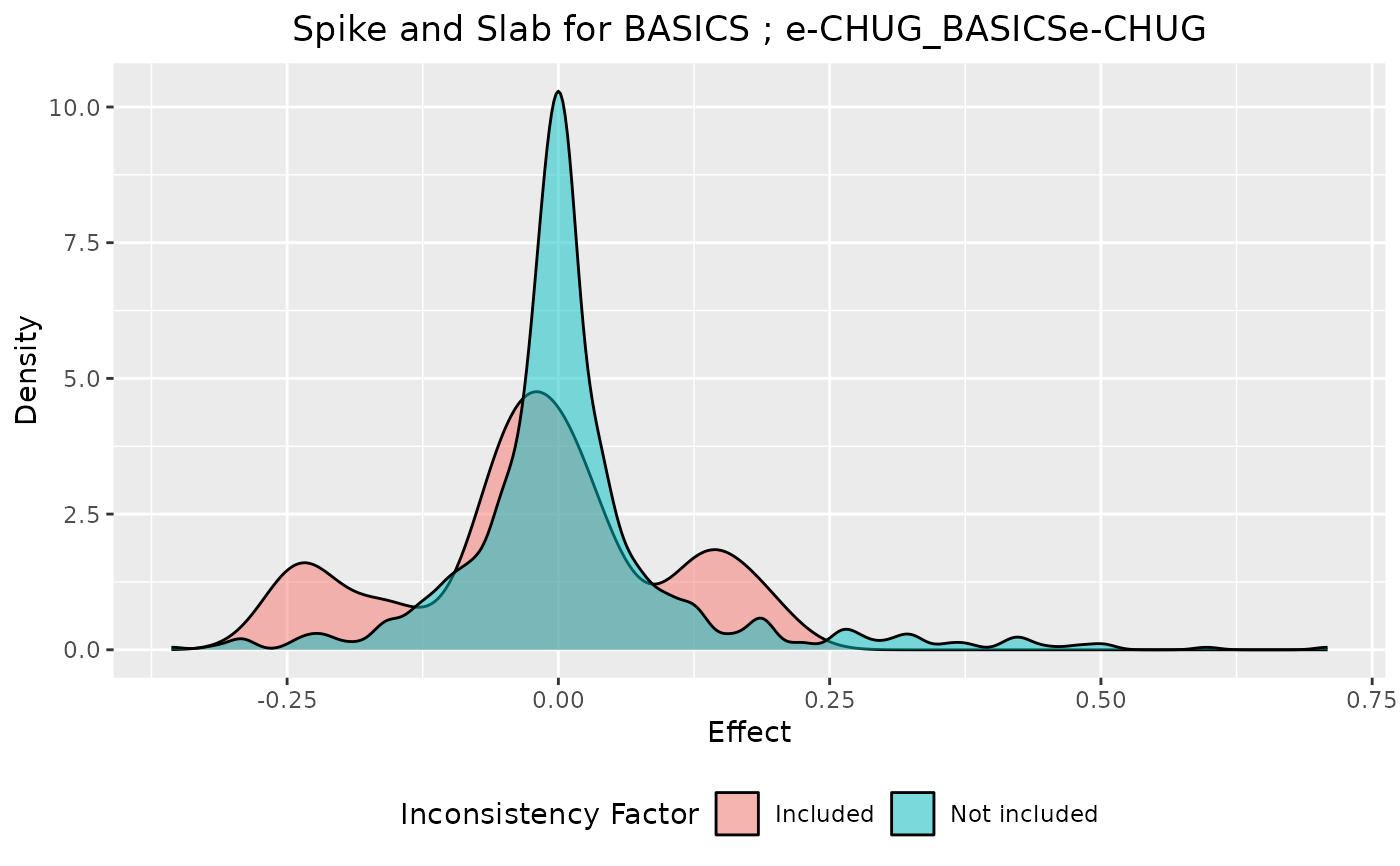 Spike and Slab for BASICS ; e-CHUG_BASICSe-CHUG
Density
10.0
7.5
5.0
2.5
0.0
-0.25 0.00 0.25 0.50 0.75
Effect
Inconsistency Factor Included Not included